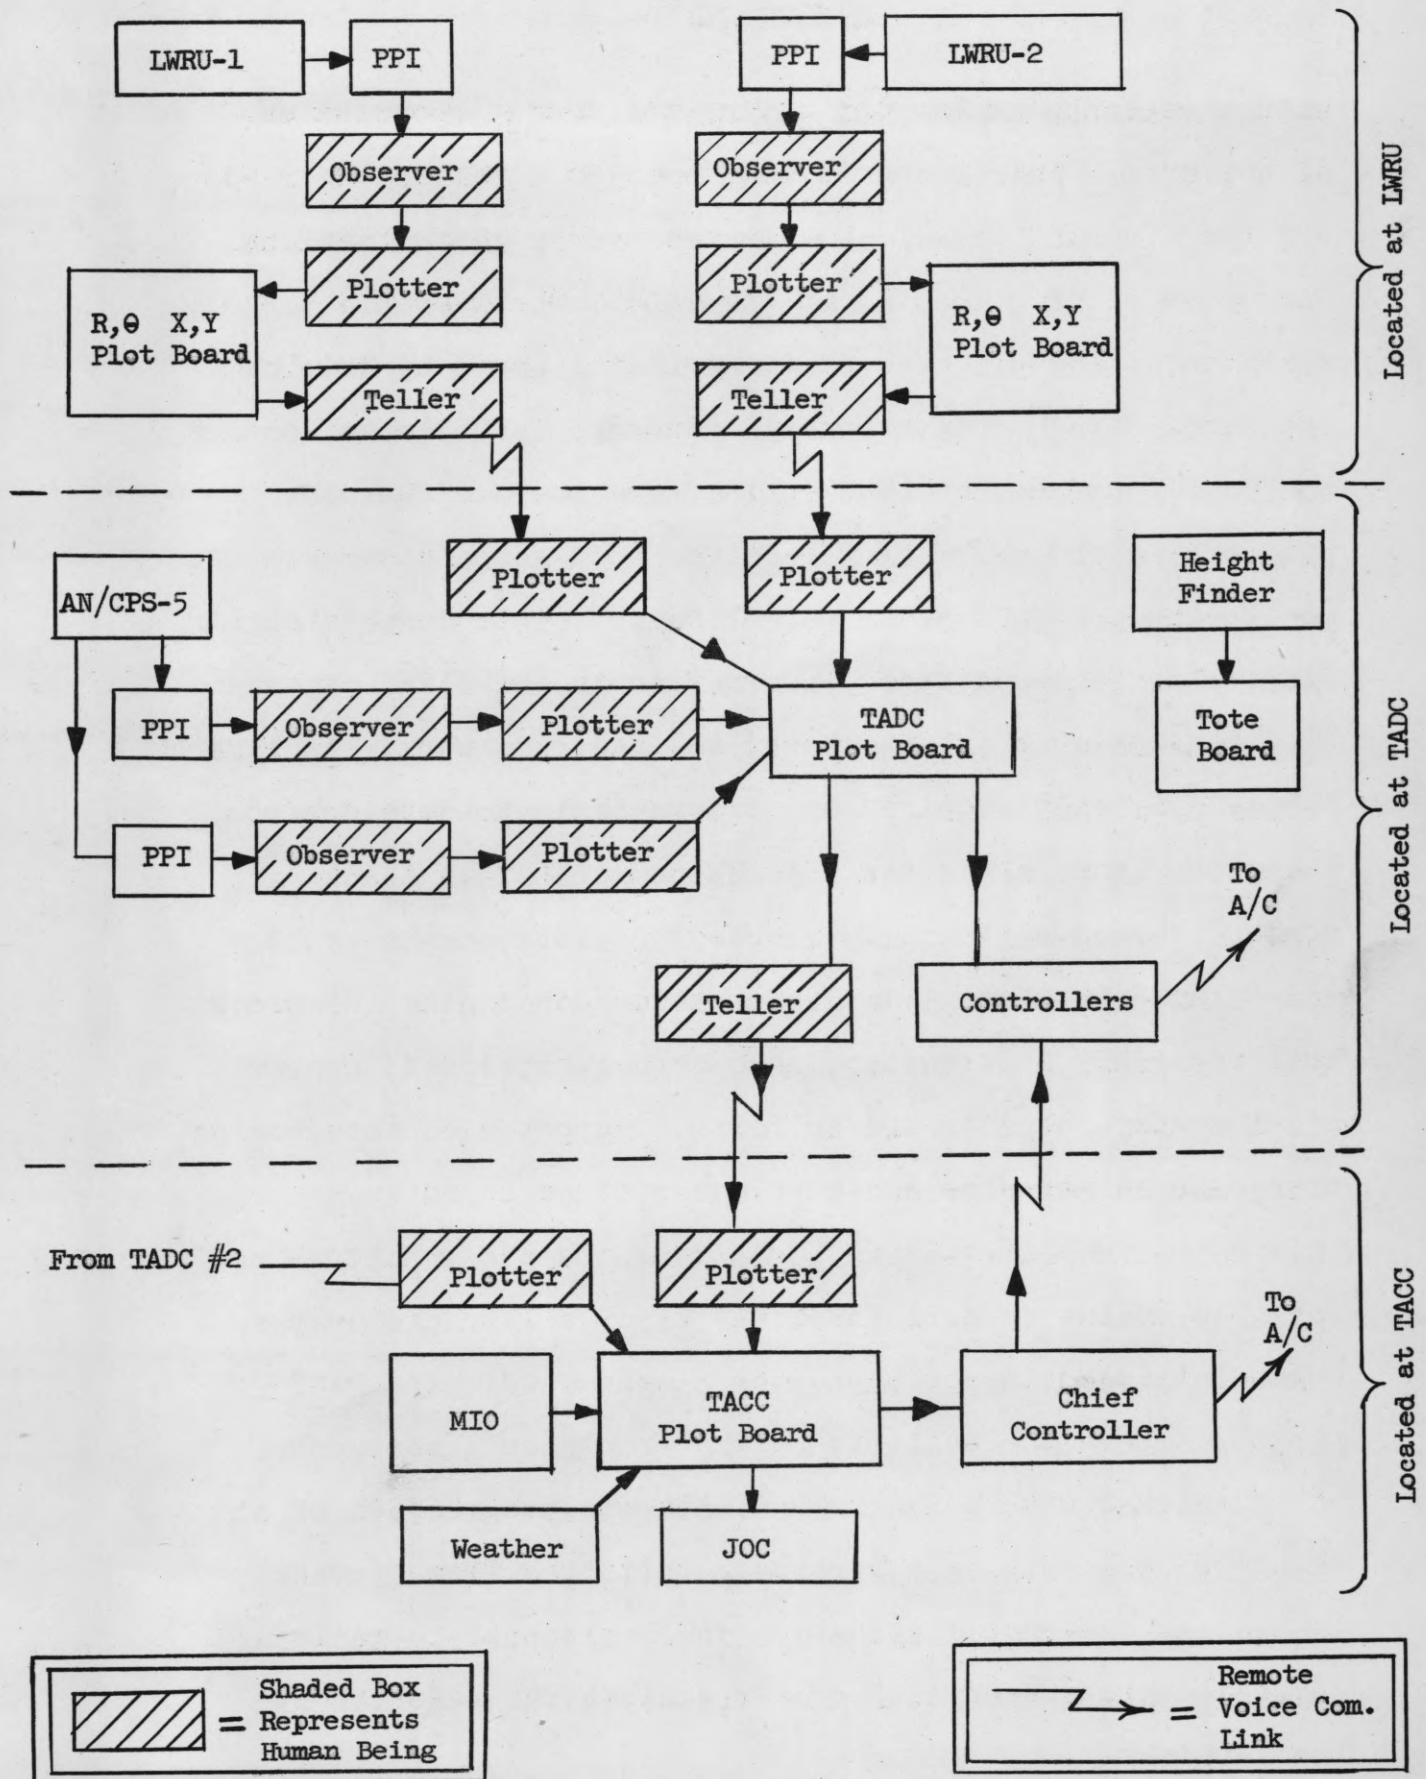 LWRU-1
PPI
PPI
LWRU-2
Observer
Observer
Plotter
Plotter
R,θ X,Y
Plot Board
R,θ X,Y
Plot Board
Teller
Teller
Located at LWRU
Plotter
Plotter
Height
Finder
AN/CPS-5
PPI
Observer
Plotter
TADC
Plot Board
Tote
Board
PPI
Observer
Plotter
To
A/C
Teller
Controllers
Located at TADC
From TADC #2
Plotter
Plotter
To
A/C
MIO
TACC
Plot Board
Chief
Controller
Weather
JOC
Located at TACC
Shaded Box
= Represents
Human Being
Remote
= Voice Com.
Link